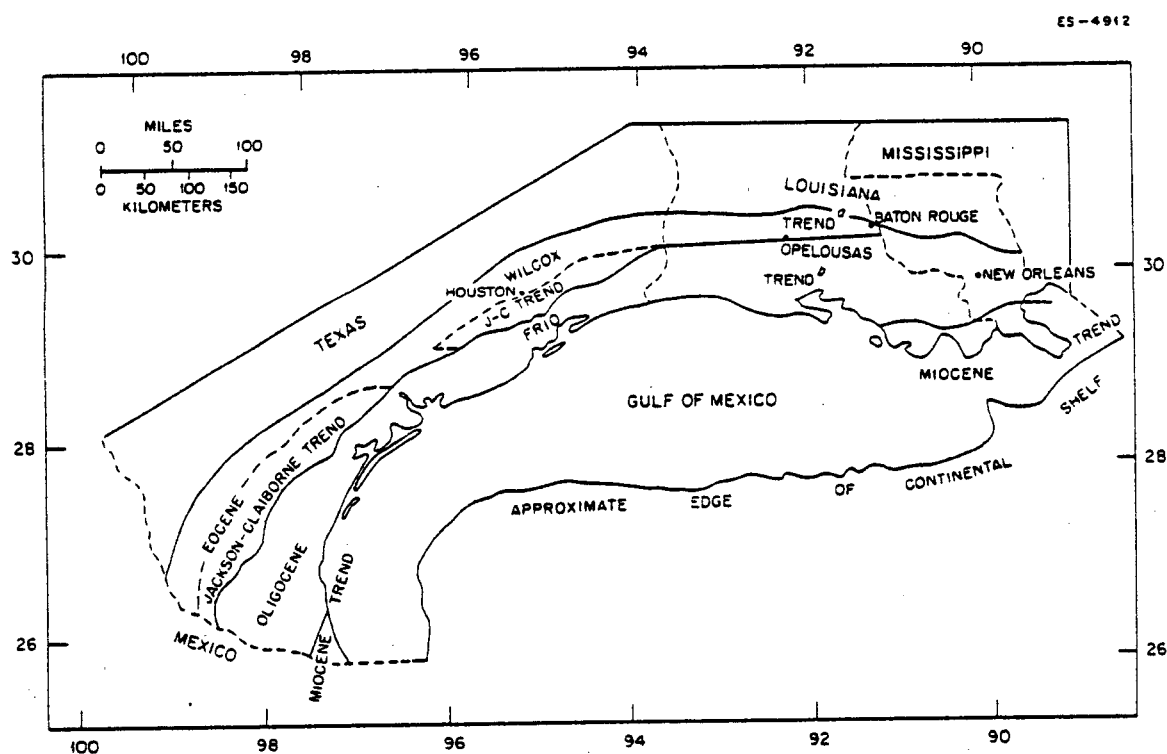 ES-4912
100 98 96 94 92 90
MILES
0 50 100
0 50 100 150
KILOMETERS
MISSISSIPPI
LOUISIANA
TREND
BATON ROUGE
OPELOUSAS
TREND
NEW ORLEANS
30
30
WILCOX
HOUSTON
J-C TREND
FRIO
TEXAS
TREND
MIOCENE
SHELF
GULF OF MEXICO
28
28
EOCENE
JACKSON-CLAIBORNE TREND
APPROXIMATE EDGE OF CONTINENTAL
OLIGOCENE
MIOCENE TREND
MEXICO
26
26
100 98 96 94 92 90